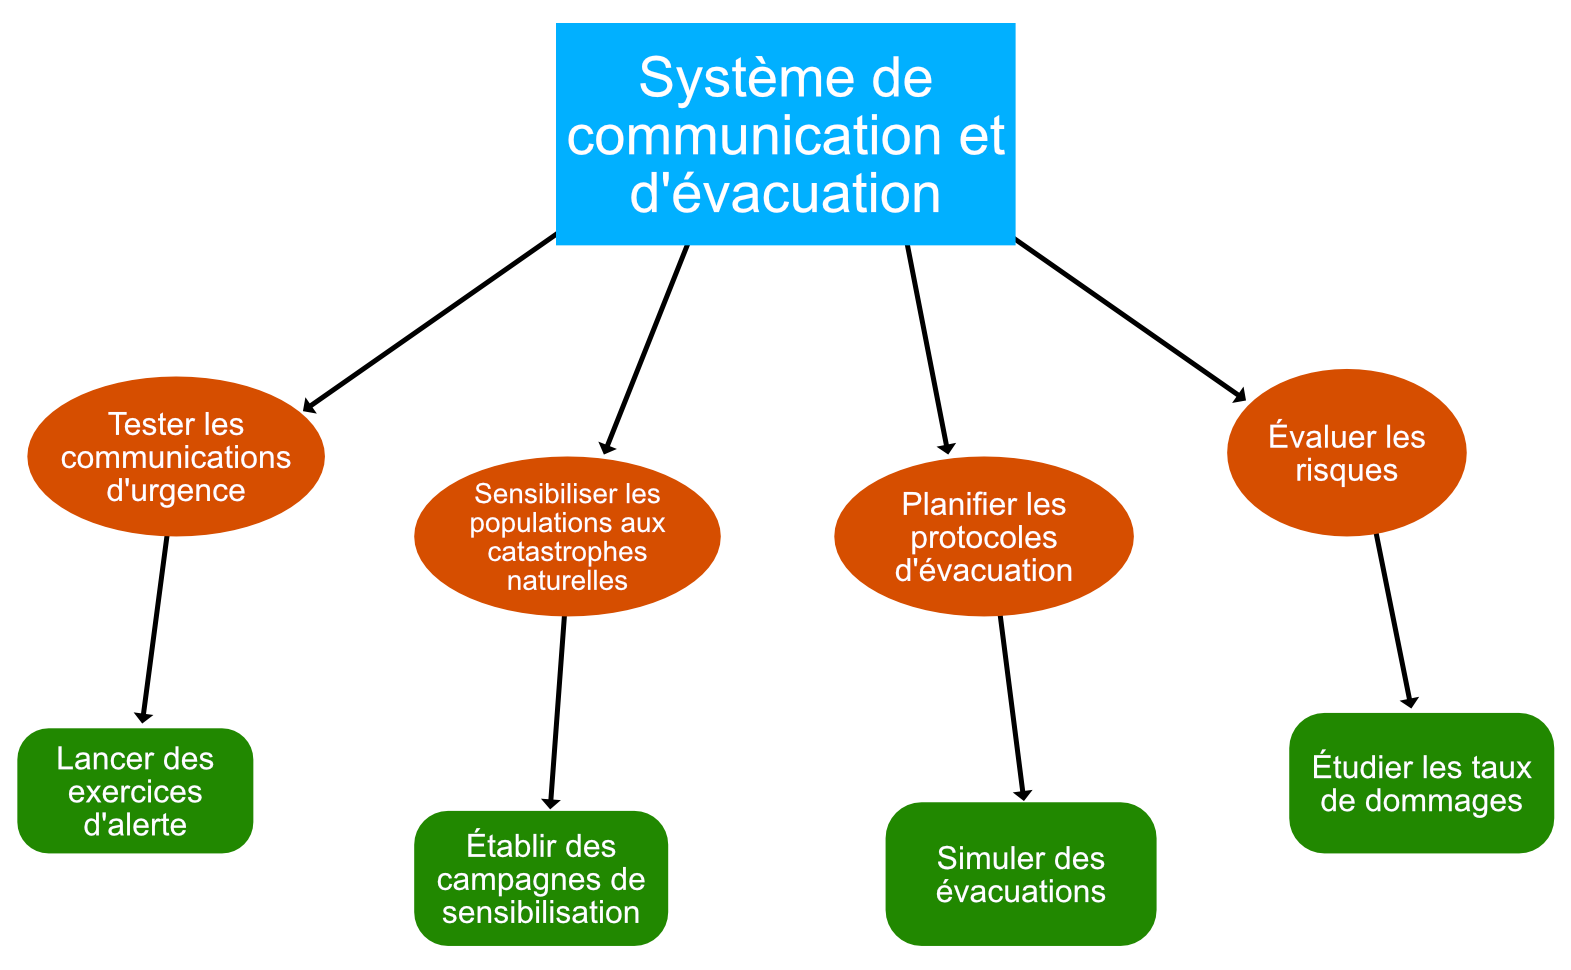 Système de
communication et
d'évacuation
Tester les
communications
d'urgence
Sensibiliser les
populations aux
catastrophes
naturelles
Planifier les
protocoles
d'évacuation
Évaluer les
risques
Lancer des
exercices
d'alerte
Établir des
campagnes de
sensibilisation
Simuler des
évacuations
Étudier les taux
de dommages